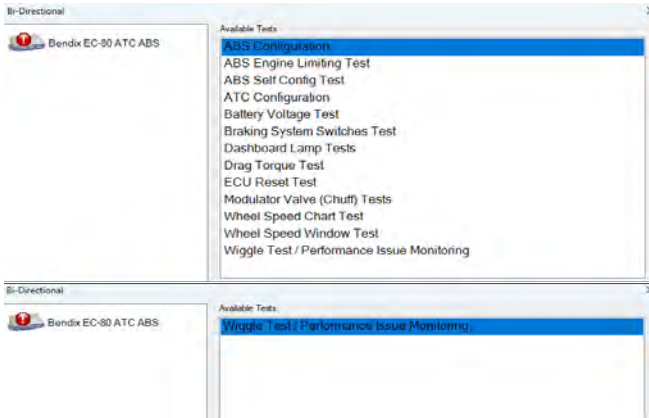 Bi-Directional
Bendix EC-80 ATC ABS
Available Tests
ABS Configuration
ABS Engine Limiting Test
ABS Self Config Test
ATC Configuration
Battery Voltage Test
Braking System Switches Test
Dashboard Lamp Tests
Drag Torque Test
ECU Reset Test
Modulator Valve (Chuff) Tests
Wheel Speed Chart Test
Wheel Speed Window Test
Wiggle Test / Performance Issue Monitoring
Bi-Directional
Bendix EC-80 ATC ABS
Available Tests
Wiggle Test / Performance Issue Monitoring